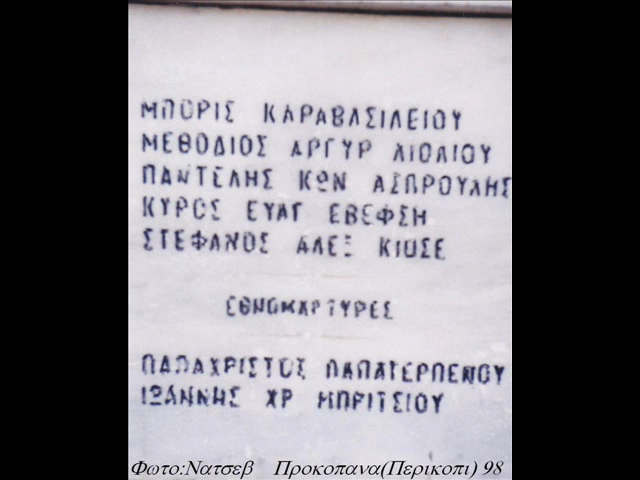 ΜΠΟΡΙΣ ΚΑΡΑΒΑΣΙΛΕΙΟΥ
ΜΕΘΟΔΙΟΣ ΑΡΓΥΡ ΛΙΟΛΙΟΥ
ΠΑΝΤΕΛΗΣ ΚΩΝ ΑΣΠΡΟΥΛΗΣ
ΚΥΡΟΣ ΕΥΑΓ ΕΒΕΦΣΗ
ΣΤΕΦΑΝΟΣ ΑΛΕΞ ΚΙΟΣΕ
ΕΘΝΟΜΑΡΤΥΡΕΣ
ΠΑΠΑΧΡΙΣΤΟΣ ΠΑΠΑΤΕΡΠΕΝΟΥ
ΙΩΑΝΝΗΣ ΧΡ ΜΠΡΙΤΣΙΟΥ
Φωτο:Νατσεβ Προκοπανα(Περικοπι) 98